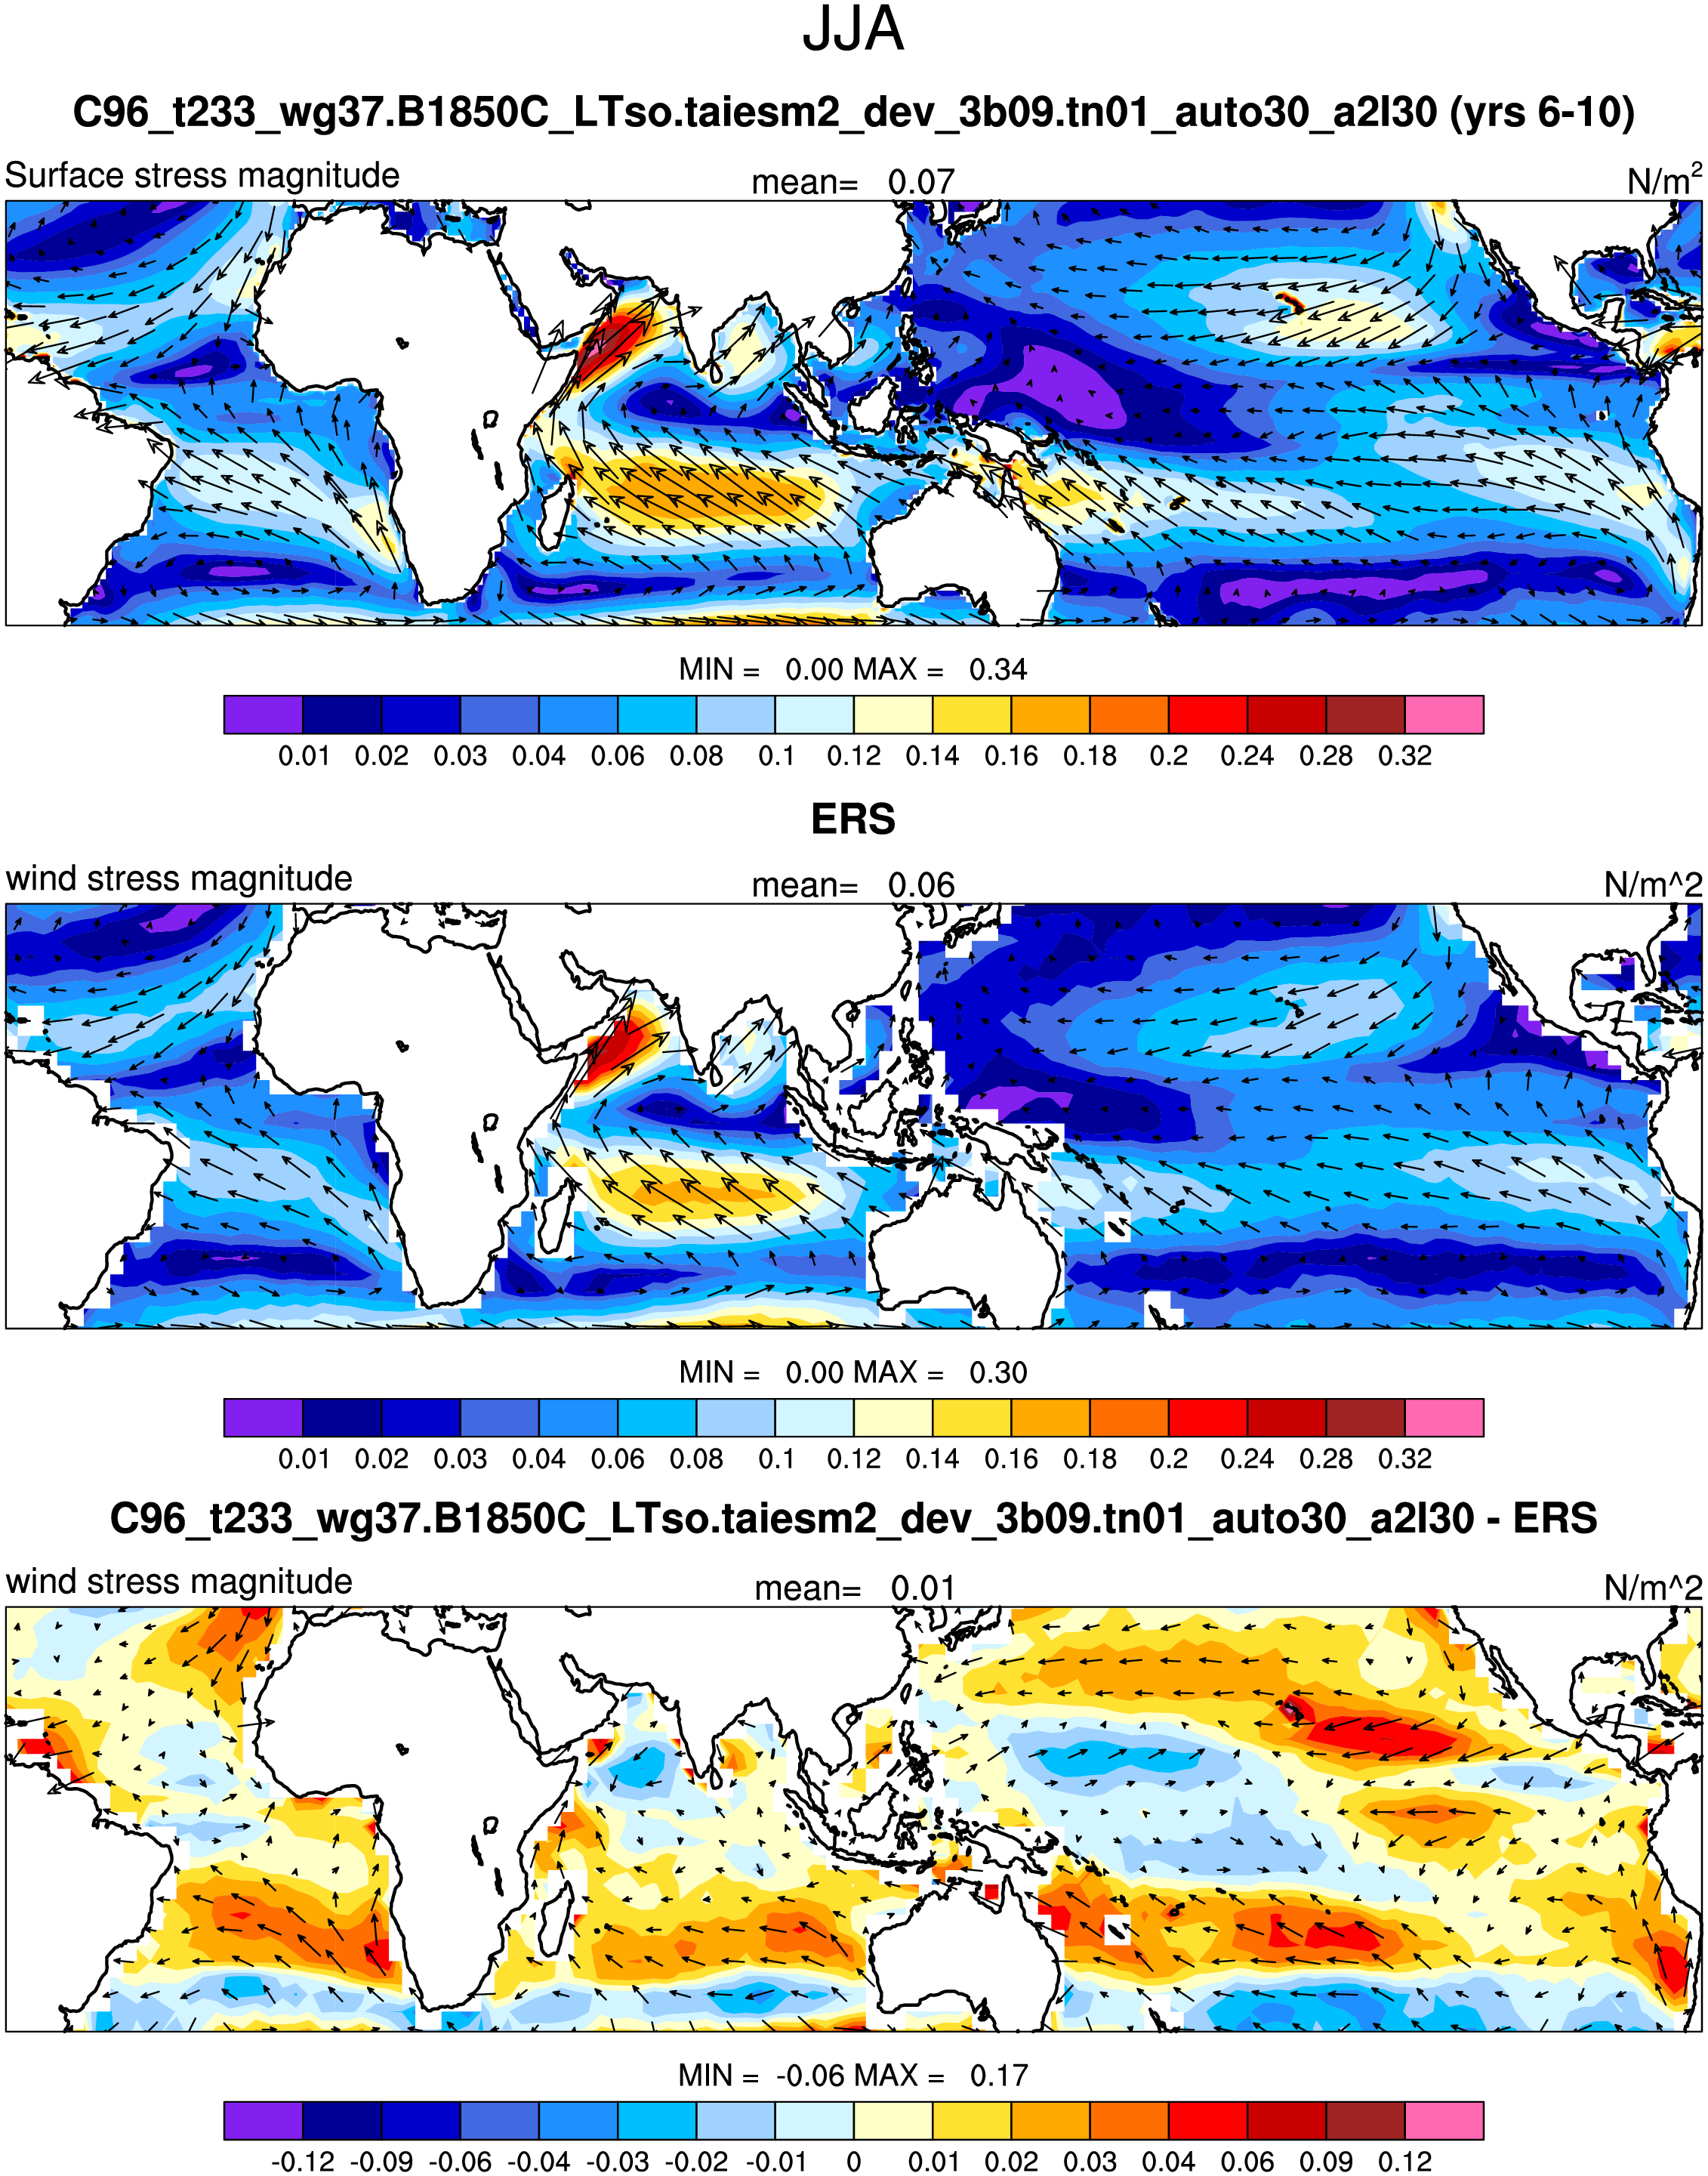 JJA
C96_t233_wg37.B1850C_LTso.taiesm2_dev_3b09.tn01_auto30_a2l30 (yrs 6-10)
Surface stress magnitude mean= 0.07 N/m2
MIN = 0.00 MAX = 0.34
0.01 0.02 0.03 0.04 0.06 0.08 0.1 0.12 0.14 0.16 0.18 0.2 0.24 0.28 0.32
ERS
wind stress magnitude mean= 0.06 N/m^2
MIN = 0.00 MAX = 0.30
0.01 0.02 0.03 0.04 0.06 0.08 0.1 0.12 0.14 0.16 0.18 0.2 0.24 0.28 0.32
C96_t233_wg37.B1850C_LTso.taiesm2_dev_3b09.tn01_auto30_a2l30 - ERS
wind stress magnitude mean= 0.01 N/m^2
MIN = -0.06 MAX = 0.17
-0.12 -0.09 -0.06 -0.04 -0.03 -0.02 -0.01 0 0.01 0.02 0.03 0.04 0.06 0.09 0.12